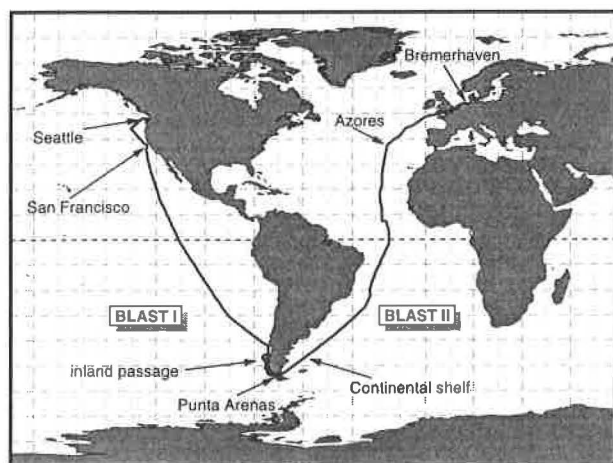 Bremerhaven
Seattle
Azores
San Francisco
BLAST I
BLAST II
inland passage
Continental shelf
Punta Arenas